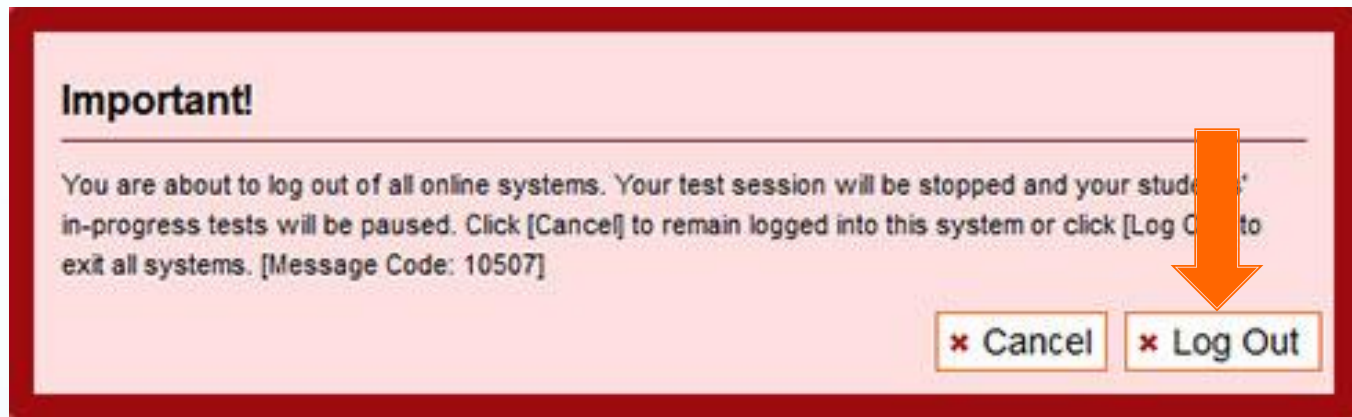 Important!
You are about to log out of all online systems. Your test session will be stopped and your
in-progress tests will be paused. Click [Cancel] to remain logged into this system or click [Log to
exit all systems. [Message Code: 10507]
× Cancel × Log Out